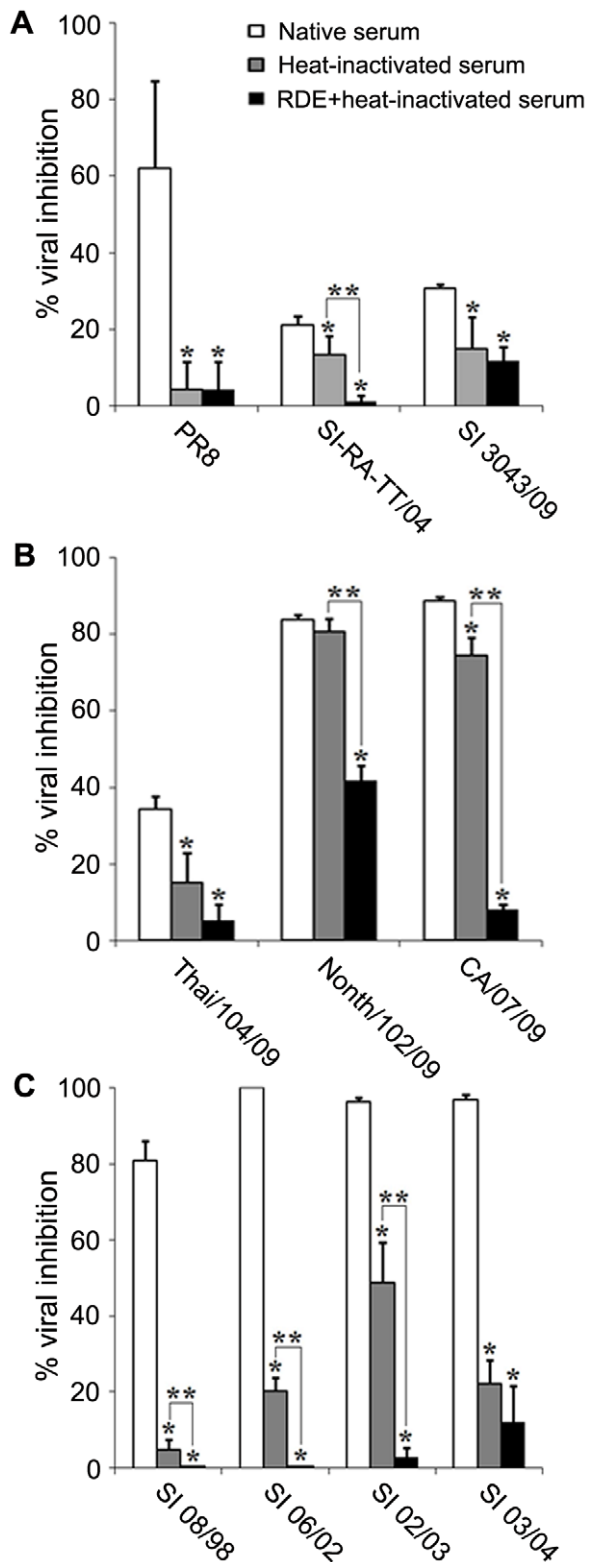 A
100
80
60
40
20
0
% viral inhibition
Native serum
Heat-inactivated serum
RDE+heat-inactivated serum
* *
* ** *
* *
PR8
SI-RA-TT/04
SI 3043/09
B
100
80
60
40
20
0
% viral inhibition
* *
** *
* ** *
Thai/104/09
Nonth/102/09
CA/07/09
C
100
80
60
40
20
0
% viral inhibition
* ** *
* ** *
* ** *
* *
SI 08/98
SI 06/02
SI 02/03
SI 03/04